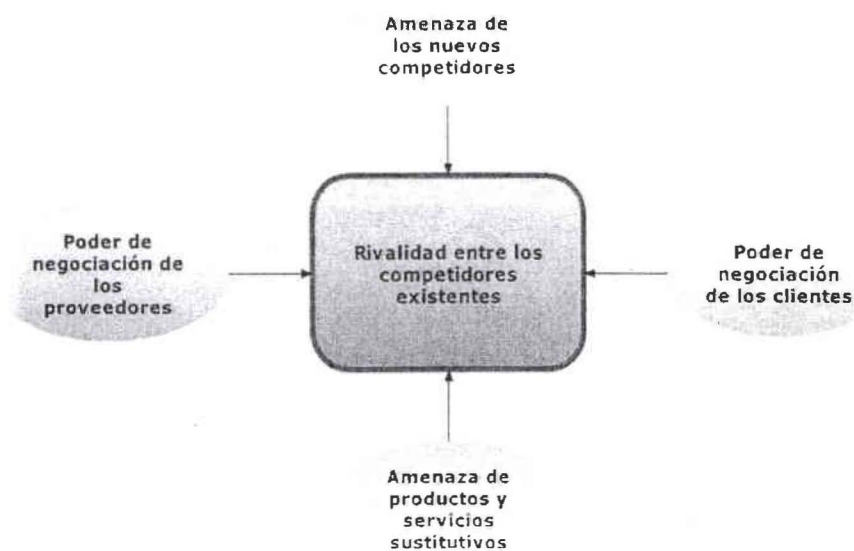 Amenaza de
los nuevos
competidores
Poder de
negociación de
los
proveedores
Rivalidad entre los
competidores
existentes
Poder de
negociación
de los clientes
Amenaza de
productos y
servicios
sustitutivos